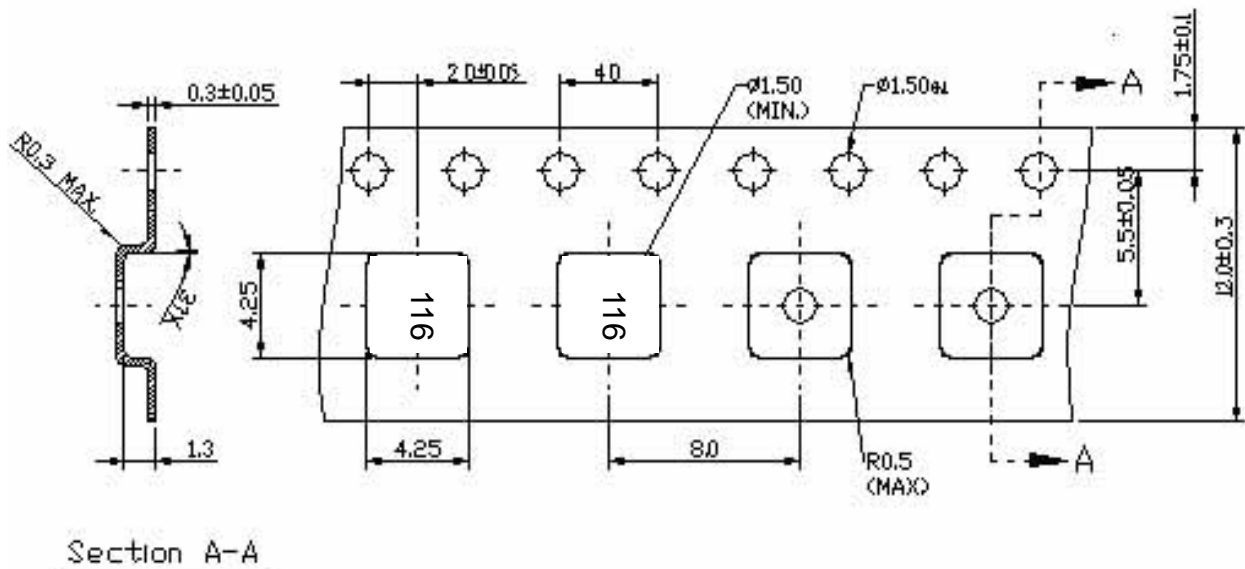 2.0±0.05
4.0
Ø1.50
(MIN.)
Ø1.50
A
1.75±0.1
0.3±0.05
R0.3 MAX.
5.5±0.05
12.0±0.3
4.25
116
116
1.3
4.25
8.0
R0.5
(MAX)
A
Section A-A